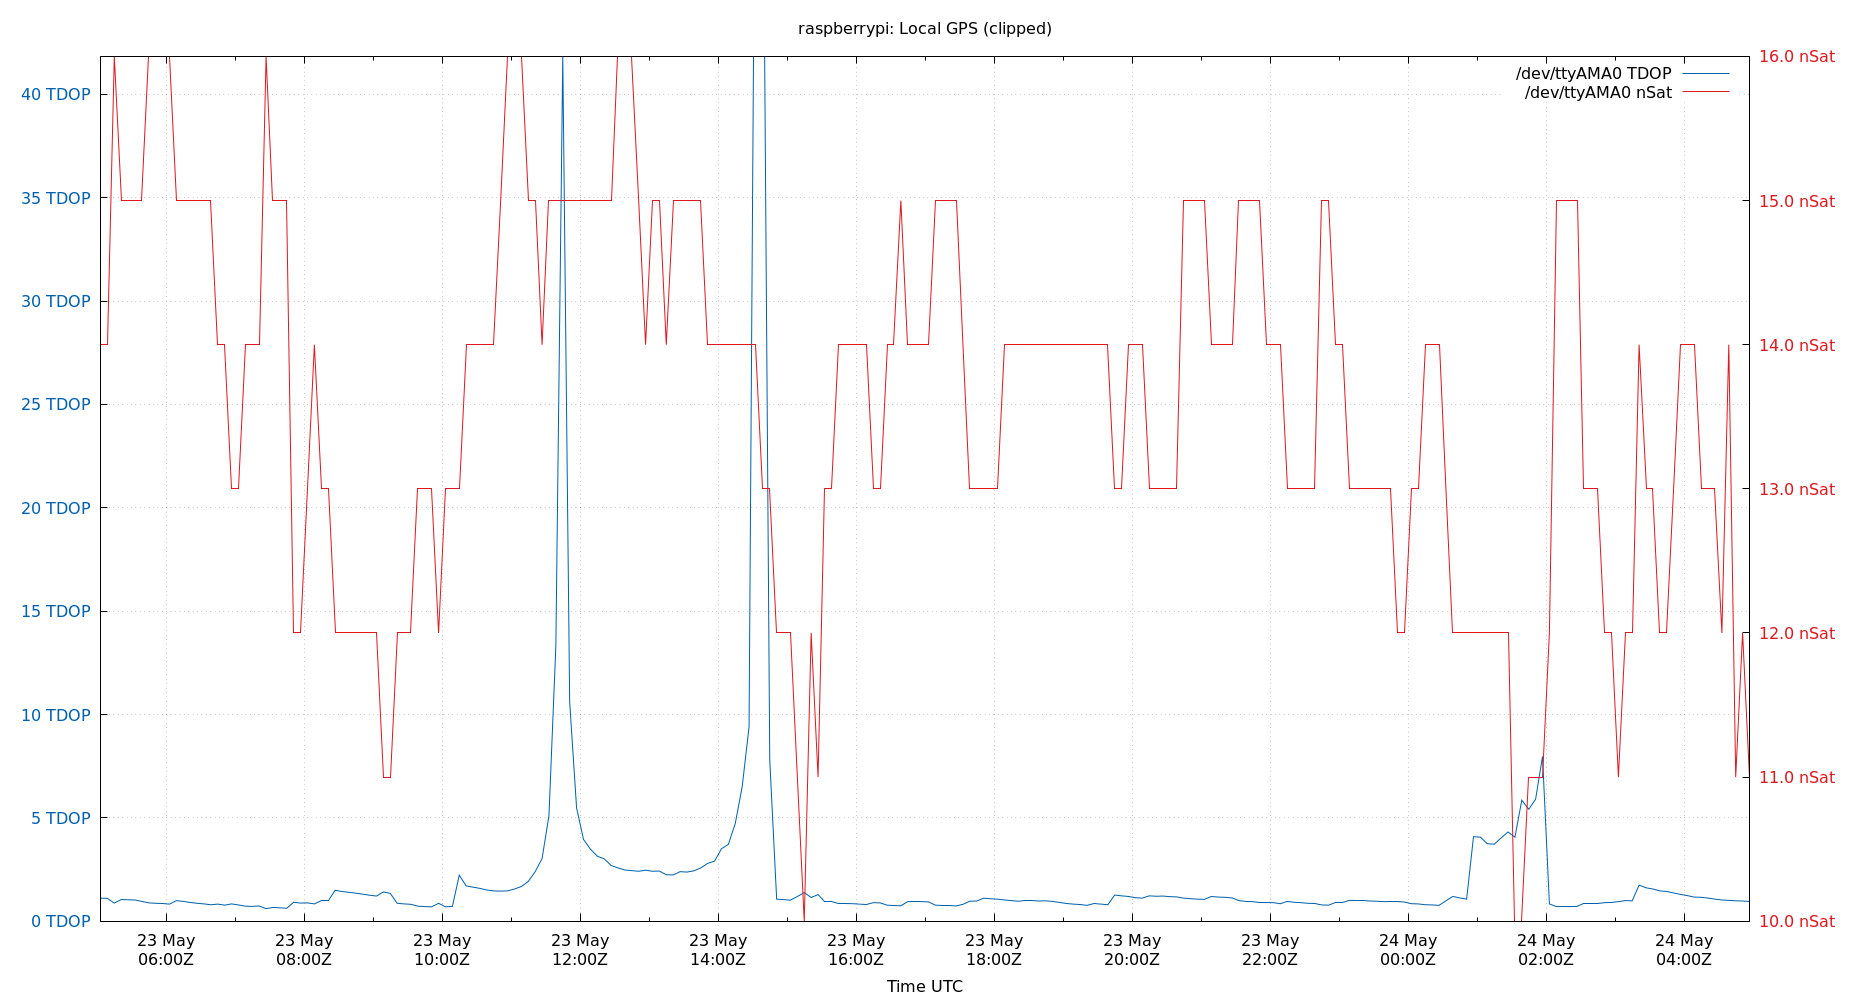 raspberrypi: Local GPS (clipped)
/dev/ttyAMA0 TDOP
/dev/ttyAMA0 nSat
40 TDOP
35 TDOP
30 TDOP
25 TDOP
20 TDOP
15 TDOP
10 TDOP
5 TDOP
0 TDOP
16.0 nSat
15.0 nSat
14.0 nSat
13.0 nSat
12.0 nSat
11.0 nSat
10.0 nSat
23 May 23 May 23 May 23 May 23 May 23 May 23 May 23 May 23 May 24 May 24 May 24 May
06:00Z 08:00Z 10:00Z 12:00Z 14:00Z 16:00Z 18:00Z 20:00Z 22:00Z 00:00Z 02:00Z 04:00Z
Time UTC